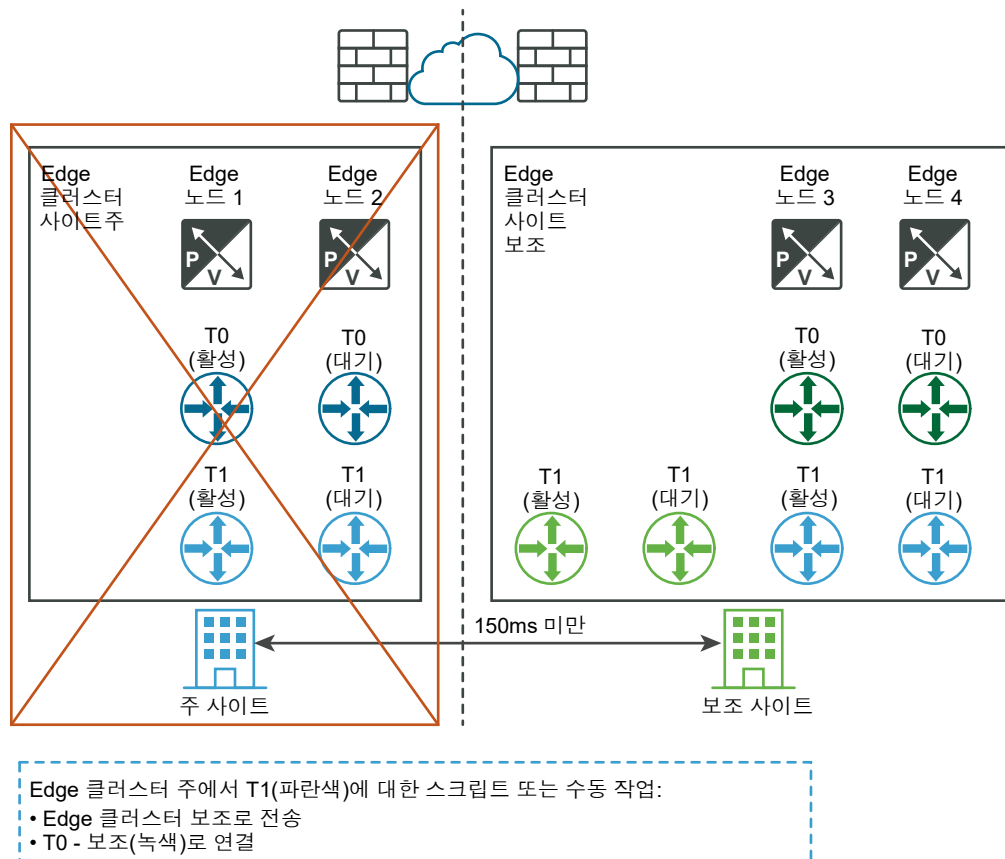 Edge
클러스터
사이트주
Edge
노드 1
Edge
노드 2
P
V
P
V
T0
(활성)
T0
(대기)
T1
(활성)
T1
(대기)
주 사이트
Edge
클러스터
사이트
보조
Edge
노드 3
Edge
노드 4
P
V
P
V
T0
(활성)
T0
(대기)
T1
(활성)
T1
(대기)
T1
(활성)
T1
(대기)
150ms 미만
보조 사이트
Edge 클러스터 주에서 T1(파란색)에 대한 스크립트 또는 수동 작업:
• Edge 클러스터 보조로 전송
• T0 - 보조(녹색)로 연결